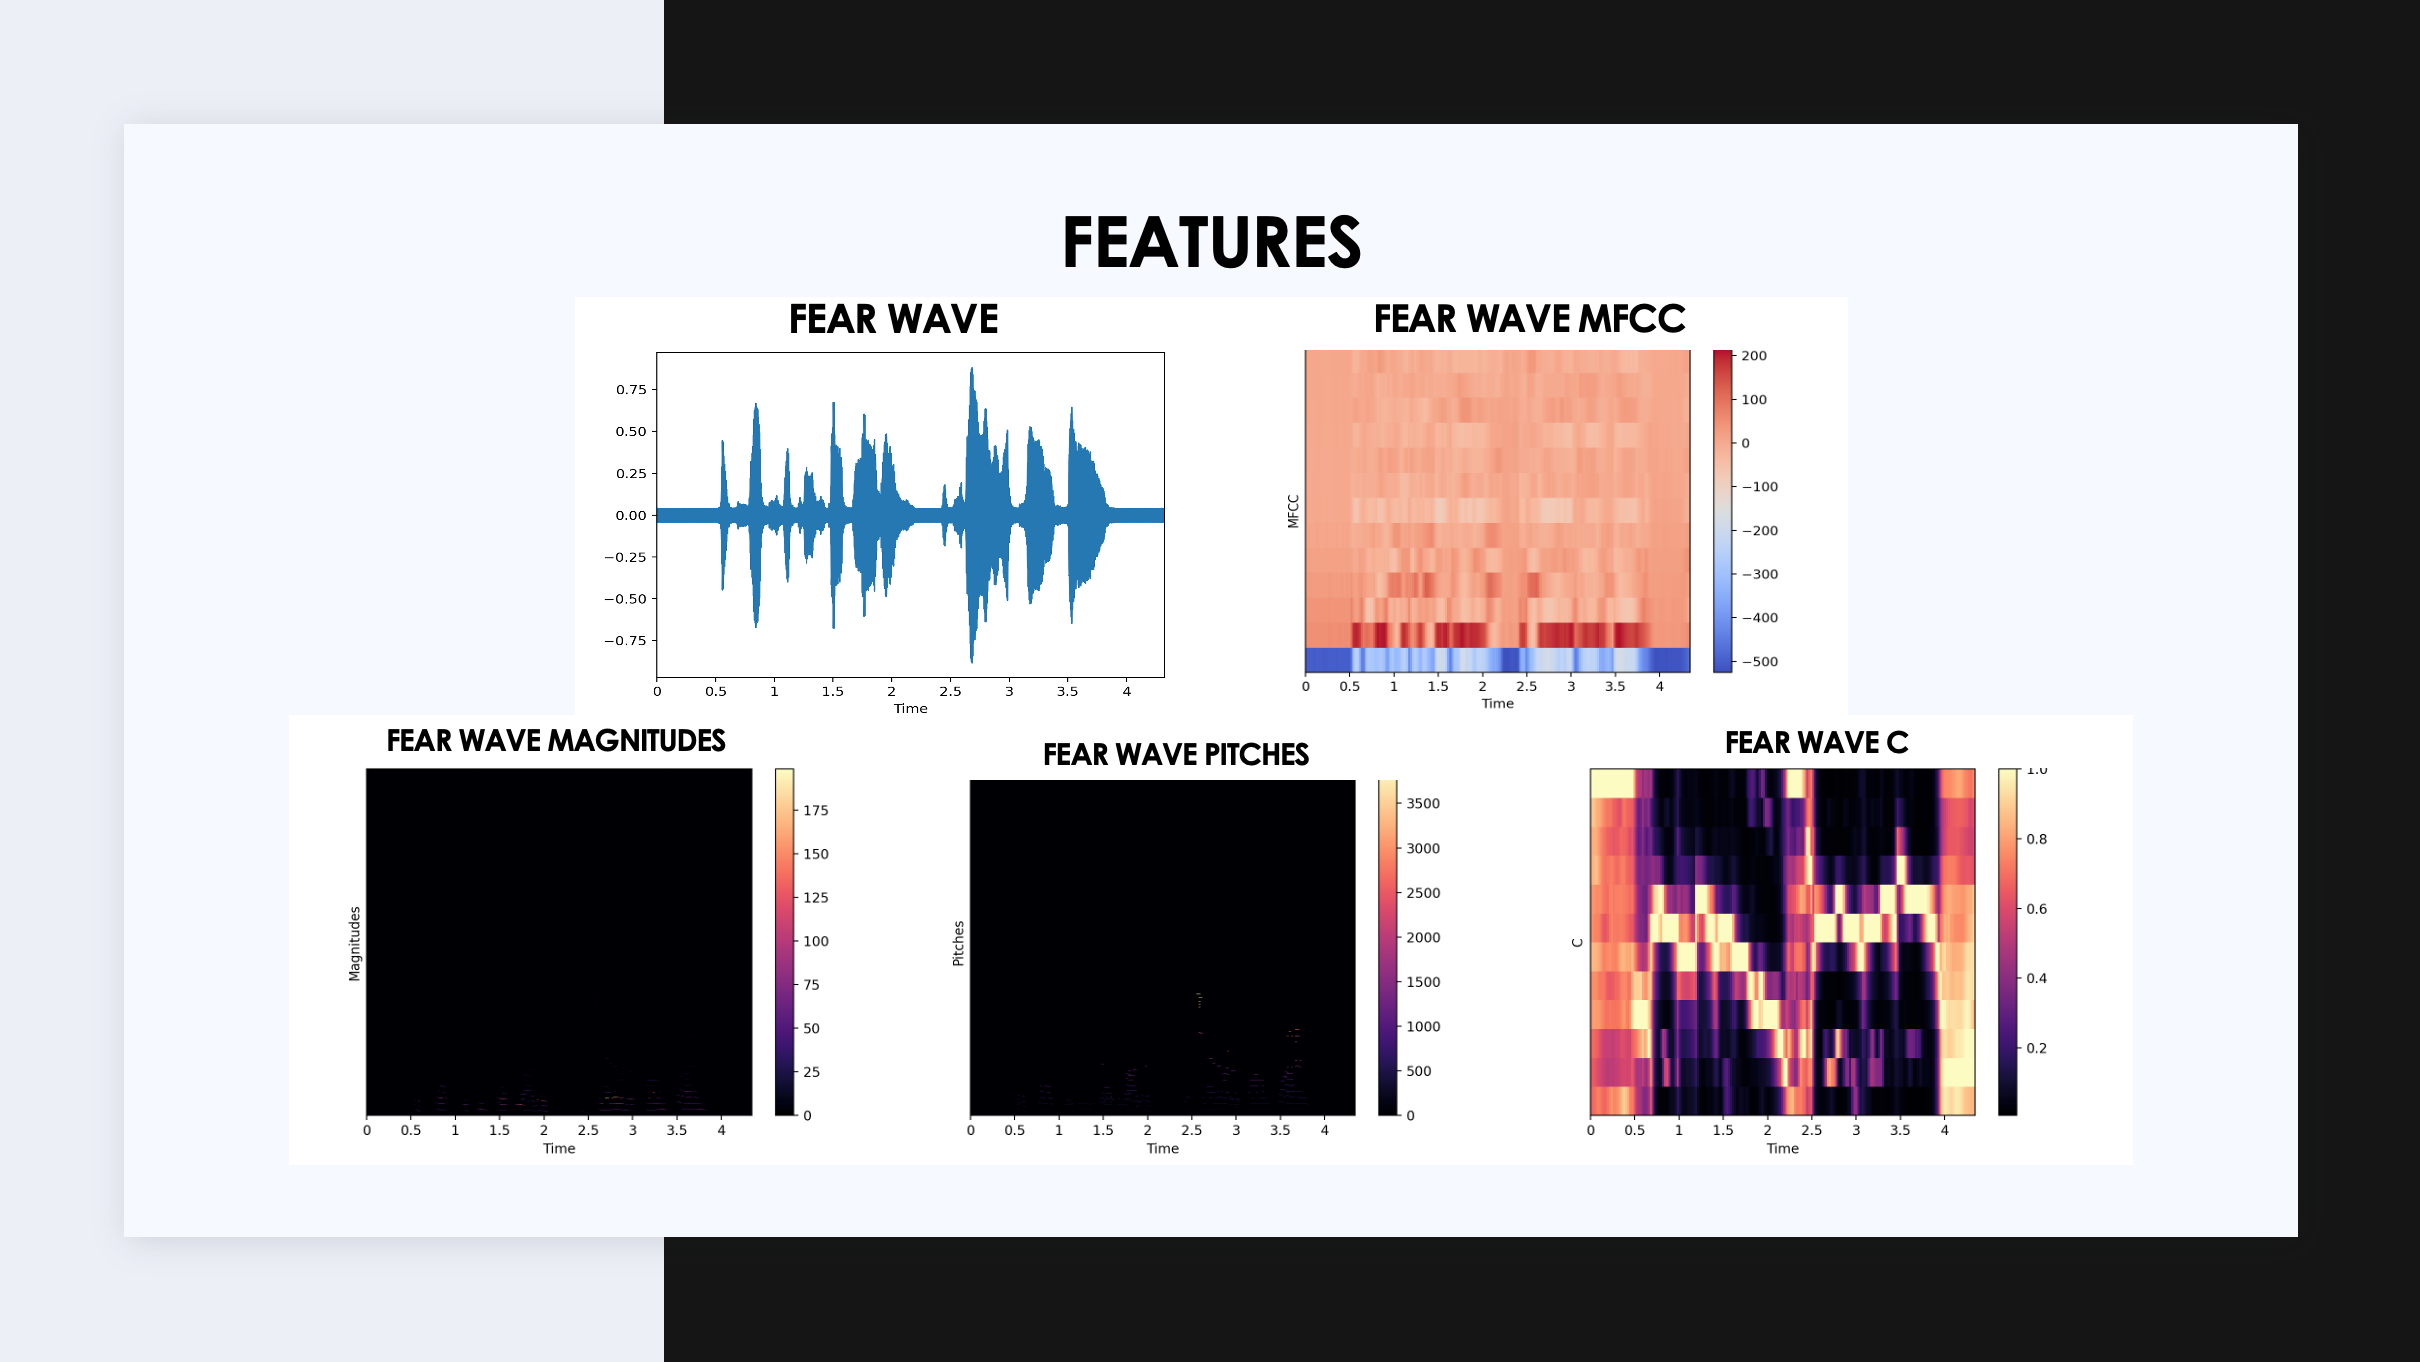 FEATURES
FEAR WAVE
0.75
0.50
0.25
0.00
−0.25
−0.50
−0.75
0 0.5 1 1.5 2 2.5 3 3.5 4
Time
FEAR WAVE MFCC
MFCC
200
100
0
−100
−200
−300
−400
−500
0 0.5 1 1.5 2 2.5 3 3.5 4
Time
FEAR WAVE MAGNITUDES
Magnitudes
175
150
125
100
75
50
25
0
0 0.5 1 1.5 2 2.5 3 3.5 4
Time
FEAR WAVE PITCHES
Pitches
3500
3000
2500
2000
1500
1000
500
0
0 0.5 1 1.5 2 2.5 3 3.5 4
Time
FEAR WAVE C
C
1.0
0.8
0.6
0.4
0.2
0 0.5 1 1.5 2 2.5 3 3.5 4
Time